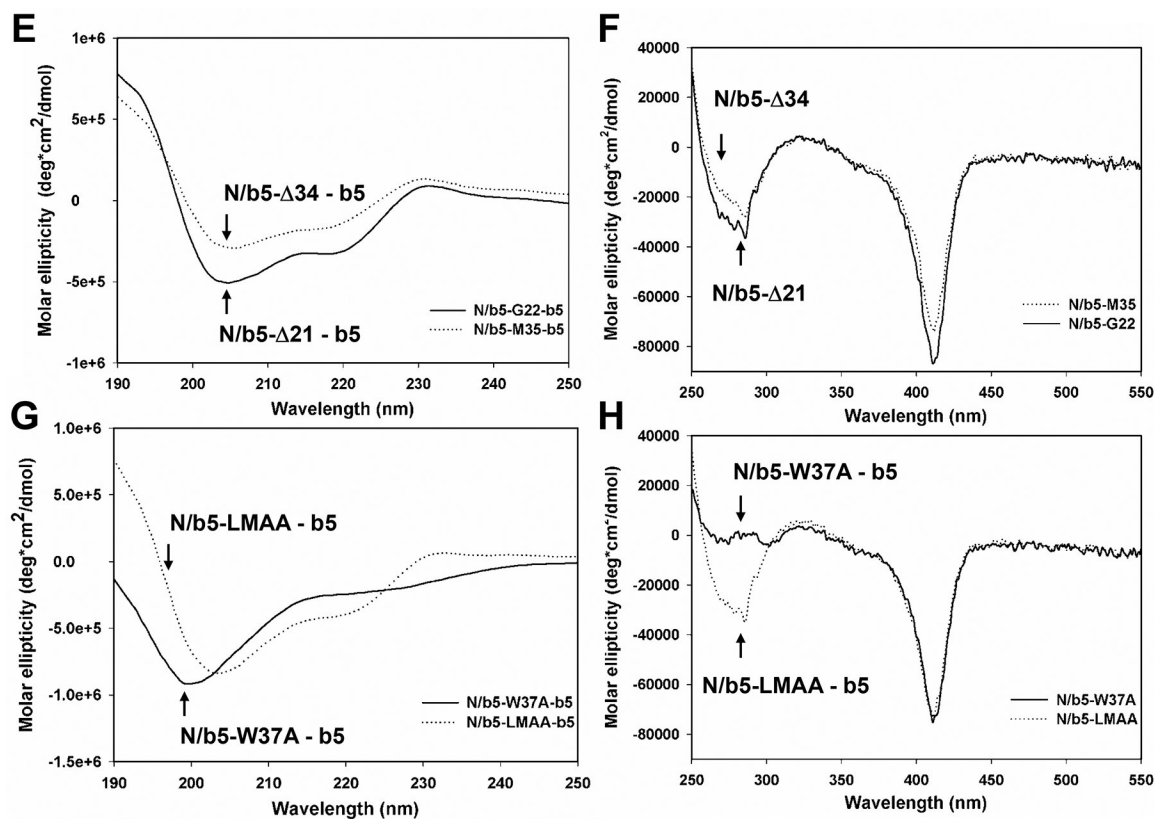 E
Molar ellipticity (deg*cm²/dmol)
1e+6
5e+5
0
-5e+5
-1e+6
N/b5-Δ34 - b5
N/b5-Δ21 - b5
N/b5-G22-b5
N/b5-M35-b5
190 200 210 220 230 240 250
Wavelength (nm)
F
Molar ellipticity (deg*cm²/dmol)
40000
20000
0
-20000
-40000
-60000
-80000
N/b5-Δ34
N/b5-Δ21
N/b5-M35
N/b5-G22
250 300 350 400 450 500 550
Wavelength (nm)
G
Molar ellipticity (deg*cm²/dmol)
1.0e+6
5.0e+5
0.0
-5.0e+5
-1.0e+6
-1.5e+6
N/b5-LMAA - b5
N/b5-W37A - b5
N/b5-W37A-b5
N/b5-LMAA-b5
190 200 210 220 230 240 250
Wavelength (nm)
H
Molar ellipticity (deg*cm²/dmol)
40000
20000
0
-20000
-40000
-60000
-80000
N/b5-W37A - b5
N/b5-LMAA - b5
N/b5-W37A
N/b5-LMAA
250 300 350 400 450 500 550
Wavelength (nm)